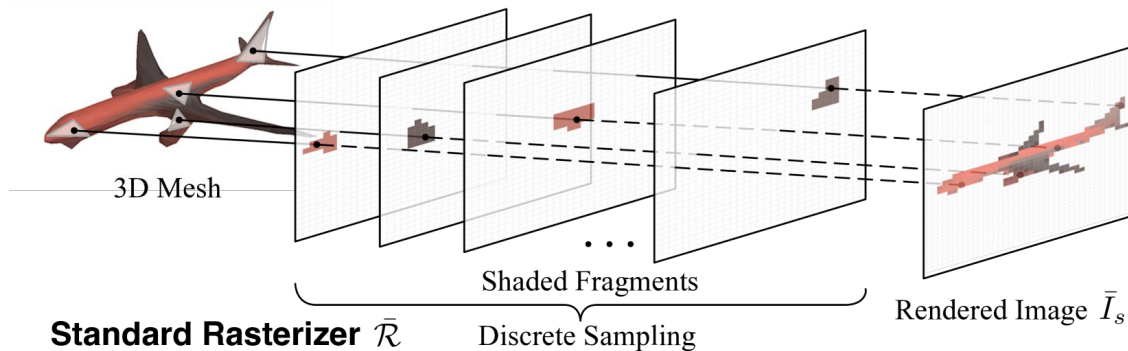 3D Mesh
. . .
Shaded Fragments
Discrete Sampling
Standard Rasterizer R̄
Rendered Image Ī_s